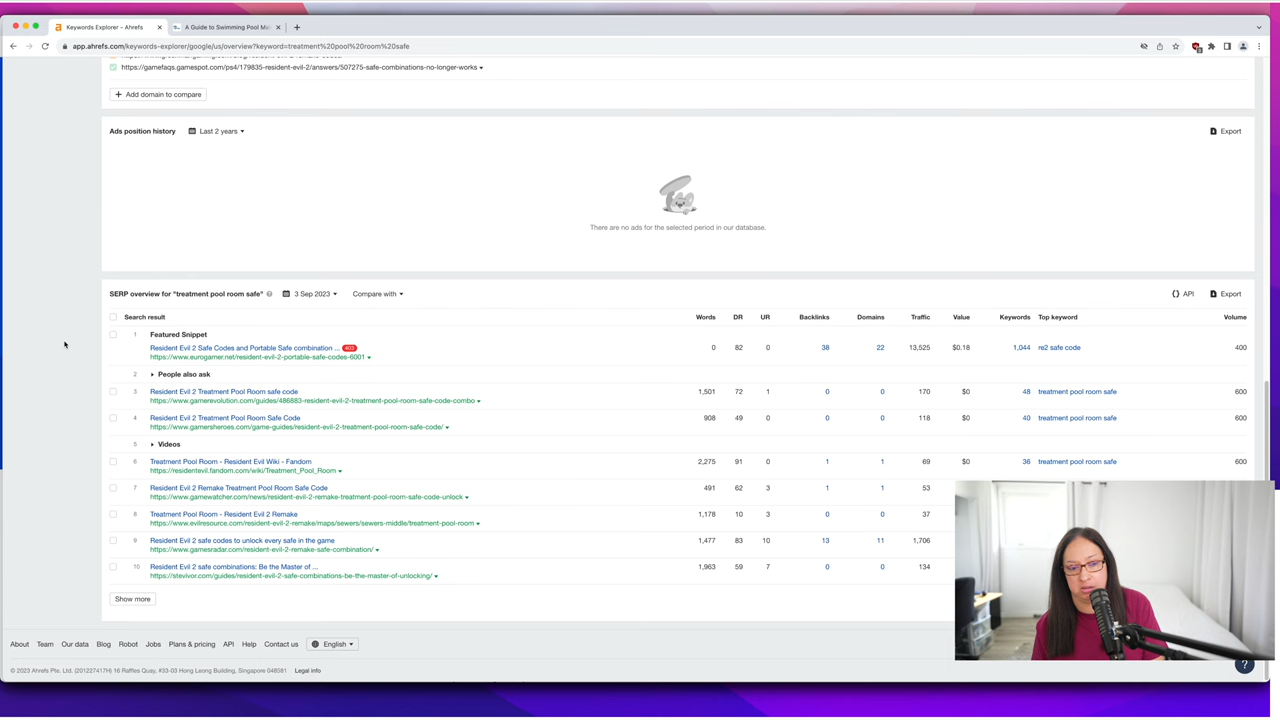 Keywords Explorer – Ahrefs
A Guide to Swimming Pool Ma
app.ahrefs.com/keywords-explorer/google/us/overview?keyword=treatment%20pool%20room%20safe
https://gamefaqs.gamespot.com/ps4/179835-resident-evil-2/answers/507275-safe-combinations-no-longer-works
+ Add domain to compare
Ads position history Last 2 years Export
There are no ads for the selected period in our database.
SERP overview for "treatment pool room safe" 3 Sep 2023 Compare with API Export
Search result Words DR UR Backlinks Domains Traffic Value Keywords Top keyword Volume
1 Featured Snippet
Resident Evil 2 Safe Codes and Portable Safe combination ... 403 0 82 0 38 22 13,525 $0.18 1,044 re2 safe code 400
https://www.eurogamer.net/resident-evil-2-portable-safe-codes-6001
2 People also ask
3 Resident Evil 2 Treatment Pool Room safe code 1,501 72 1 0 0 170 $0 48 treatment pool room safe 600
https://www.gamerevolution.com/guides/486883-resident-evil-2-treatment-pool-room-safe-code-combo
4 Resident Evil 2 Treatment Pool Room Safe Code 908 49 0 0 0 118 $0 40 treatment pool room safe 600
https://www.gamersheroes.com/game-guides/resident-evil-2-treatment-pool-room-safe-code/
5 Videos
6 Treatment Pool Room - Resident Evil Wiki - Fandom 2,275 91 0 1 1 69 $0 36 treatment pool room safe 600
https://residentevil.fandom.com/wiki/Treatment_Pool_Room
7 Resident Evil 2 Remake Treatment Pool Room Safe Code 491 62 3 1 1 53
https://www.gamewatcher.com/news/resident-evil-2-remake-treatment-pool-room-safe-code-unlock
8 Treatment Pool Room - Resident Evil 2 Remake 1,178 10 3 0 0 37
https://www.evilresource.com/resident-evil-2-remake/maps/sewers/sewers-middle/treatment-pool-room
9 Resident Evil 2 safe codes to unlock every safe in the game 1,477 83 10 13 11 1,706
https://www.gamesradar.com/resident-evil-2-remake-safe-combination/
10 Resident Evil 2 safe combinations: Be the Master of ... 1,963 59 7 0 0 134
https://stevivor.com/guides/resident-evil-2-safe-combinations-be-the-master-of-unlocking/
Show more
About Team Our data Blog Robot Jobs Plans & pricing API Help Contact us English
© 2023 Ahrefs Pte. Ltd. (201227417H) 16 Raffles Quay, #33-03 Hong Leong Building, Singapore 048581 Legal info
?